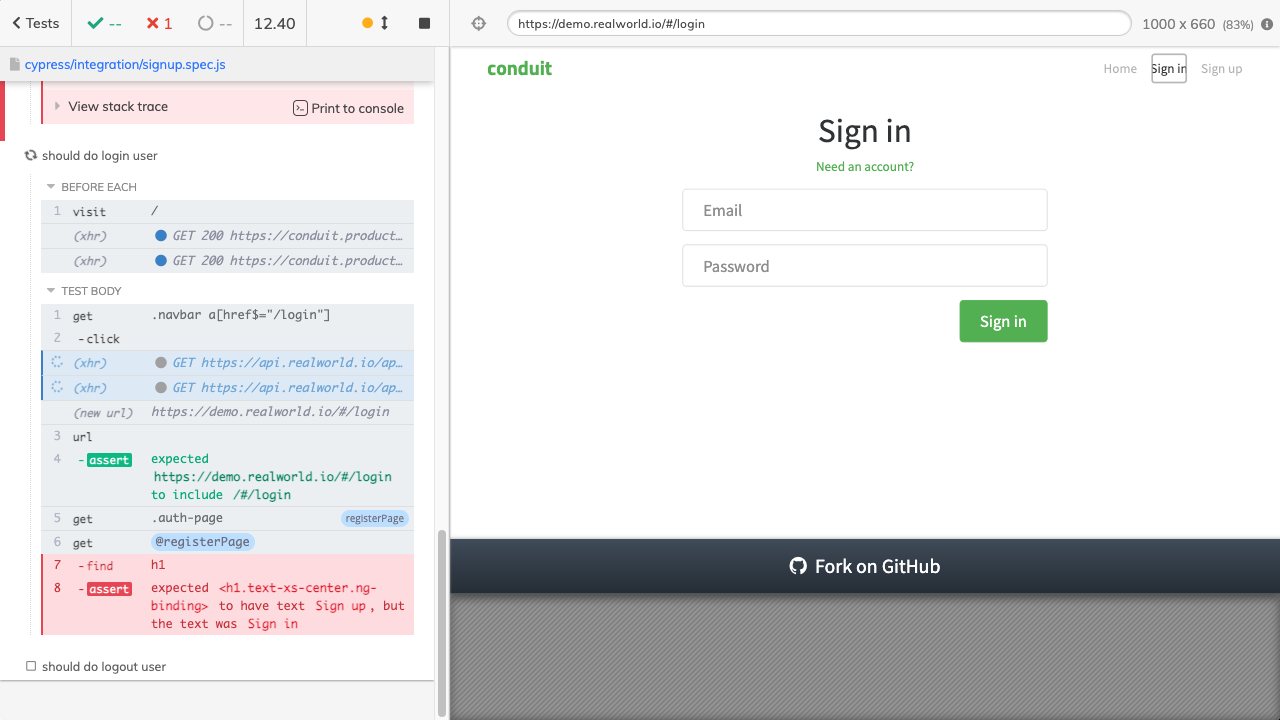 Tests
--
1
--
12.40
cypress/integration/signup.spec.js
View stack trace
Print to console
should do login user
BEFORE EACH
1 visit /
(xhr) GET 200 https://conduit.product…
(xhr) GET 200 https://conduit.product…
TEST BODY
1 get .navbar a[href$="/login"]
2 -click
(xhr) GET https://api.realworld.io/ap…
(xhr) GET https://api.realworld.io/ap…
(new url) https://demo.realworld.io/#/login
3 url
4 -assert expected
https://demo.realworld.io/#/login
to include /#/login
5 get .auth-page registerPage
6 get @registerPage
7 -find h1
8 -assert expected <h1.text-xs-center.ng-
binding> to have text Sign up, but
the text was Sign in
should do logout user
https://demo.realworld.io/#/login
1000 x 660 (83%)
conduit
Home
Sign in
Sign up
Sign in
Need an account?
Email
Password
Sign in
Fork on GitHub